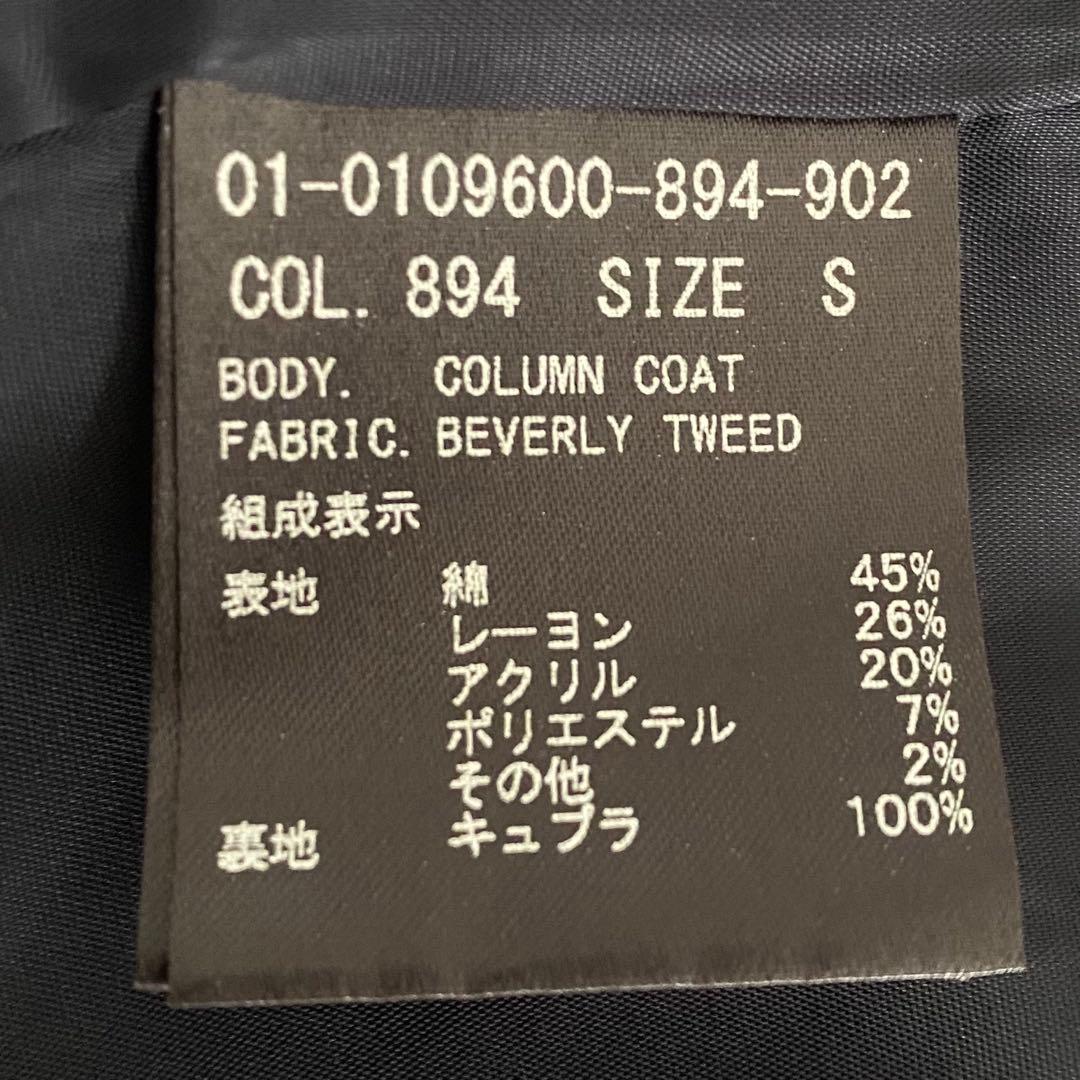 01-0109600-894-902
COL. 894 SIZE S
BODY. COLUMN COAT
FABRIC. BEVERLY TWEED
組成表示
表地 綿 45%
レーヨン 26%
アクリル 20%
ポリエステル 7%
その他 2%
裏地 キュプラ 100%